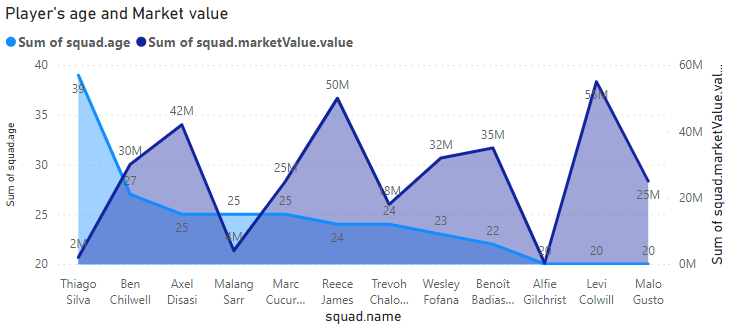 Player's age and Market value
Sum of squad.age Sum of squad.marketValue.value
40 60M
39
50M
55M
35 42M
40M
30M 32M 35M
30
27 25M
18M
25 25 25 24 20M
25M
25 24 23 22
2M 4M 20 20 20
20 0M
Thiago Silva
Ben Chilwell
Axel Disasi
Malang Sarr
Marc Cucur...
Reece James
Trevoh Chalo...
Wesley Fofana
Benoît Badias...
Alfie Gilchrist
Levi Colwill
Malo Gusto
squad.name
Sum of squad.age
Sum of squad.marketValue.val...